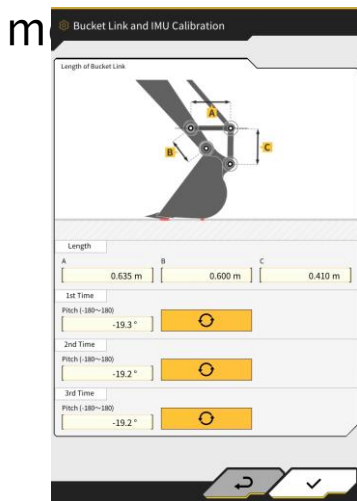 m
Bucket Link and IMU Calibration
Length of Bucket Link
A
B
C
Length
A B C
0.635 m 0.600 m 0.410 m
1st Time
Pitch (-180～180)
-19.3 °
2nd Time
Pitch (-180～180)
-19.2 °
3rd Time
Pitch (-180～180)
-19.2 °